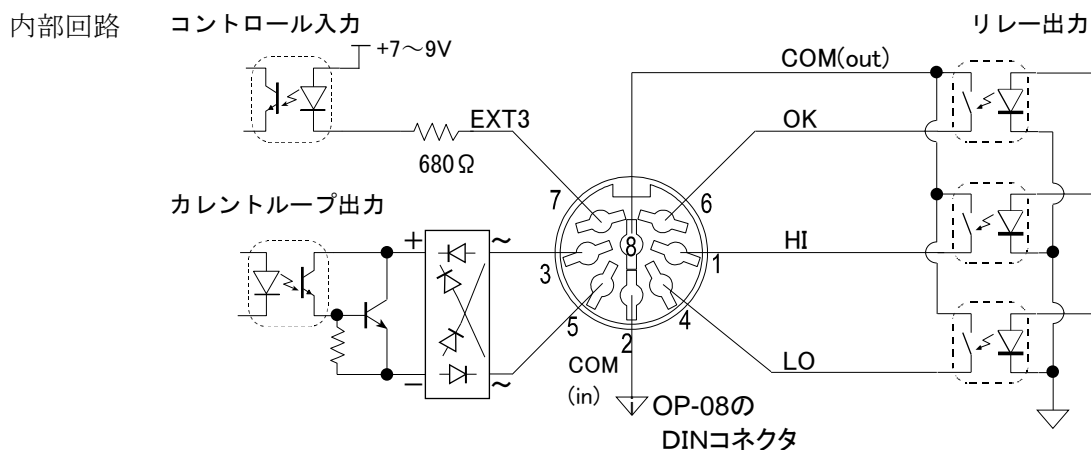 内部回路
コントロール入力
リレー出力
+7～9V
COM(out)
EXT3
OK
680Ω
7
6
カレントループ出力
+
～
8
HI
3
1
5
4
2
COM
(in)
LO
−
～
OP-08の
DINコネクタ